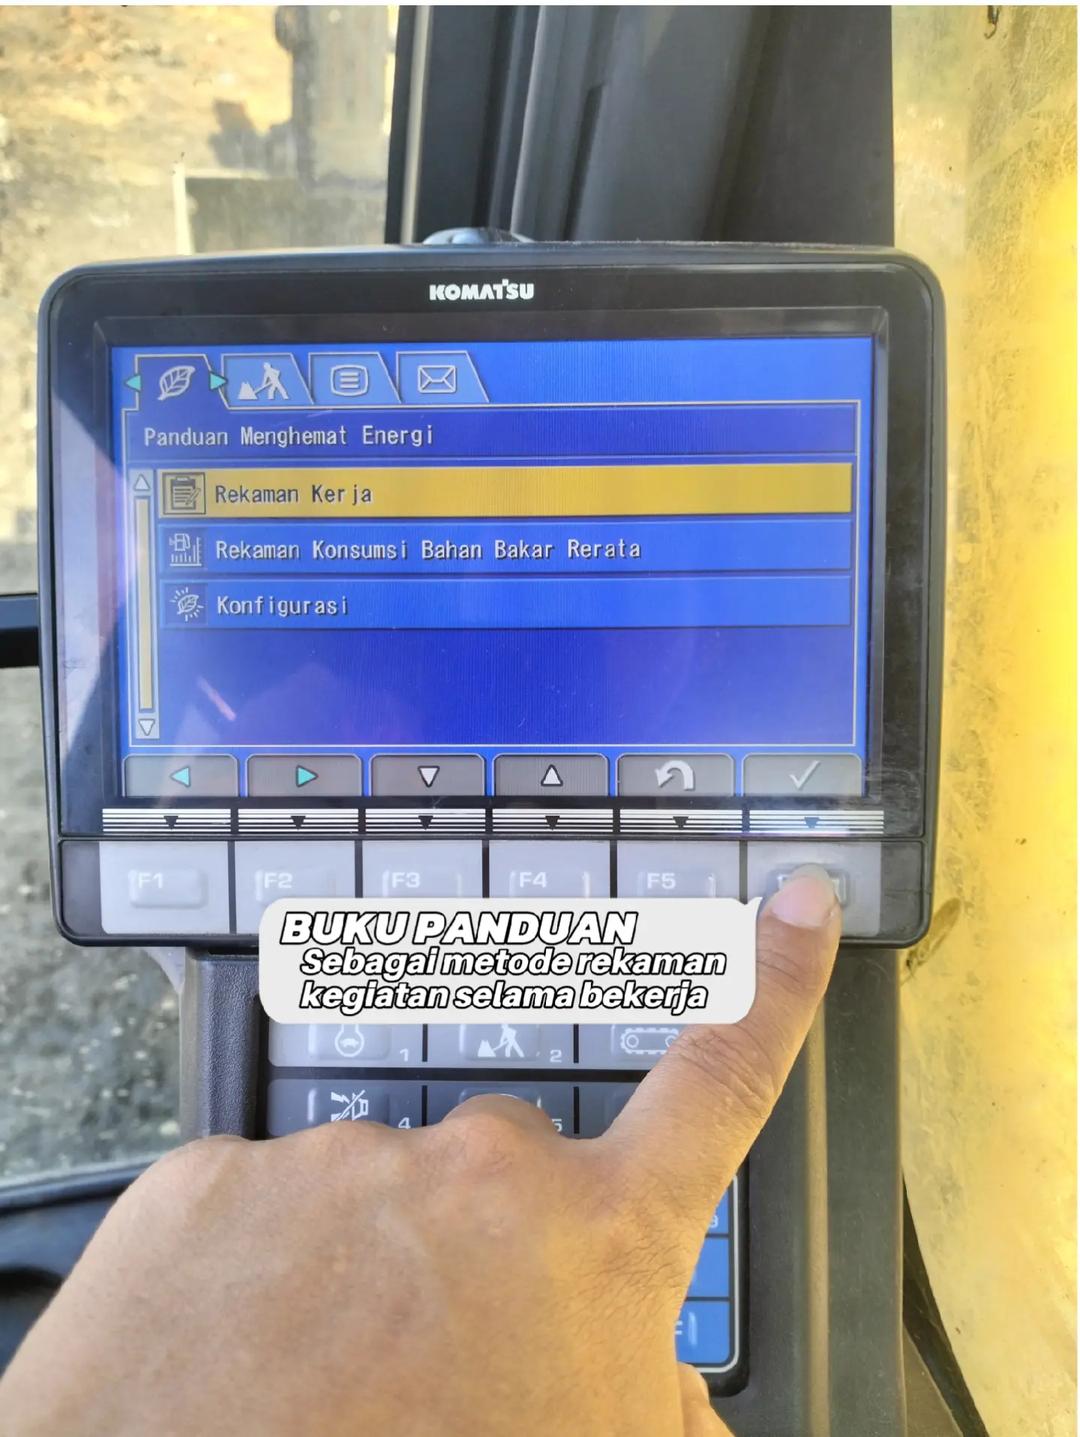 KOMATSU
Panduan Menghemat Energi
Rekaman Kerja
Rekaman Konsumsi Bahan Bakar Rerata
Konfigurasi
F1 F2 F3 F4 F5
BUKU PANDUAN
Sebagai metode rekaman
kegiatan selama bekerja
1 2
4 5
9